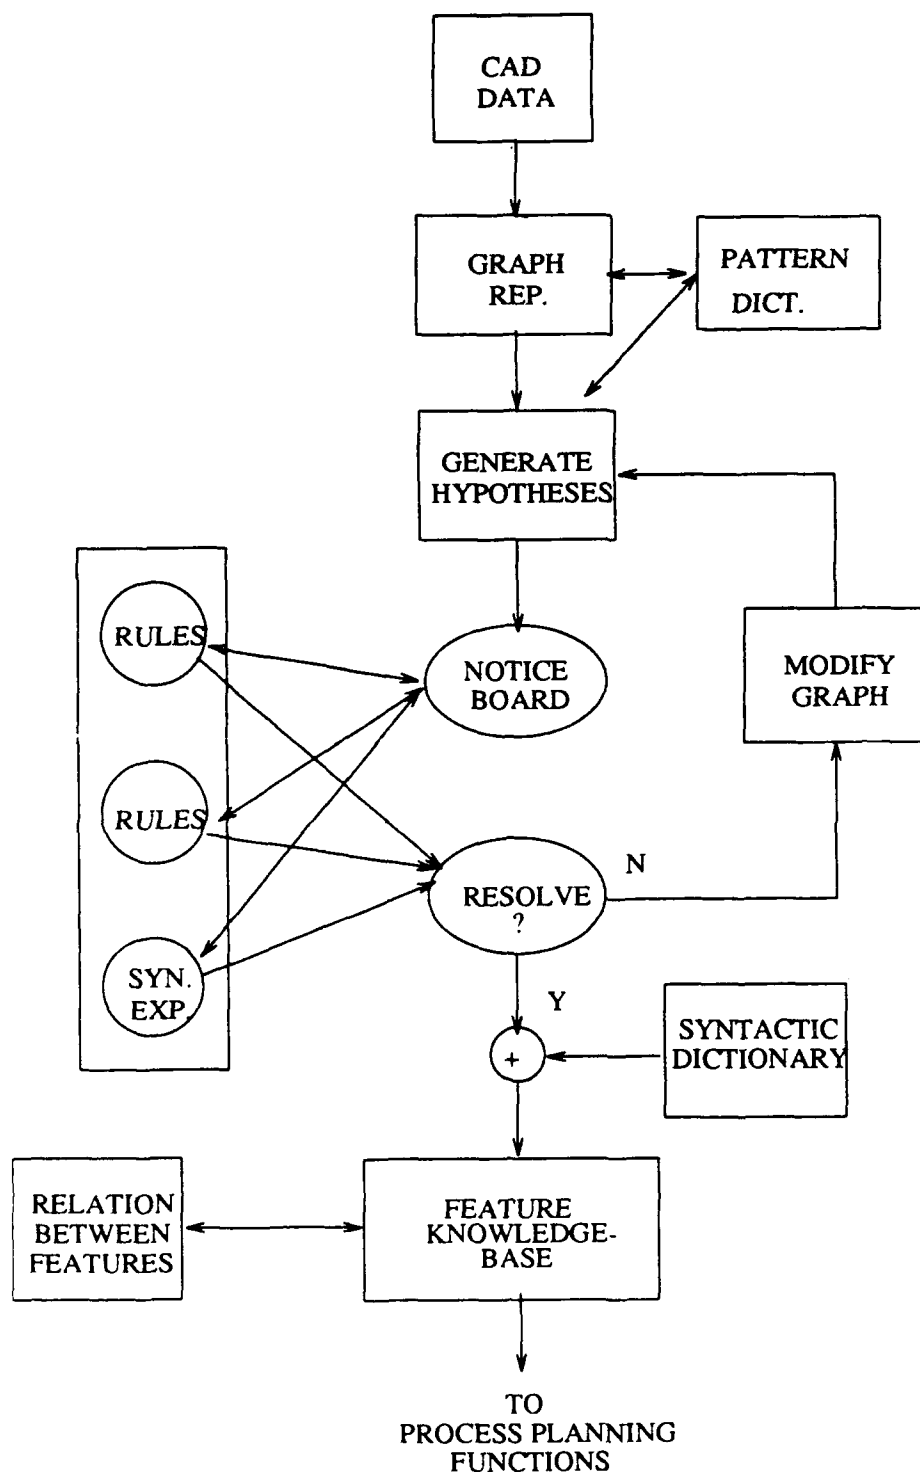 CAD
DATA
GRAPH
REP.
PATTERN
DICT.
GENERATE
HYPOTHESES
RULES
NOTICE
BOARD
MODIFY
GRAPH
RULES
N
RESOLVE
?
SYN.
EXP.
Y
SYNTACTIC
DICTIONARY
+
RELATION
BETWEEN
FEATURES
FEATURE
KNOWLEDGE-
BASE
TO
PROCESS PLANNING
FUNCTIONS